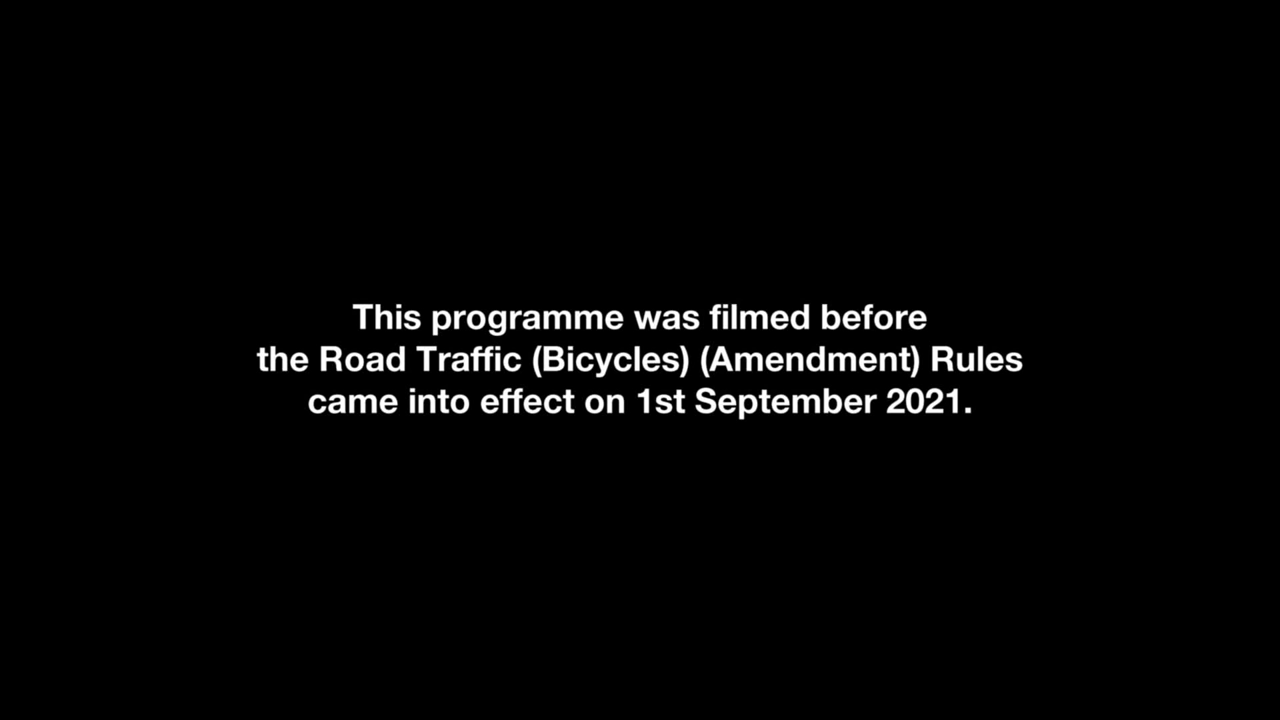 This programme was filmed before
the Road Traffic (Bicycles) (Amendment) Rules
came into effect on 1st September 2021.